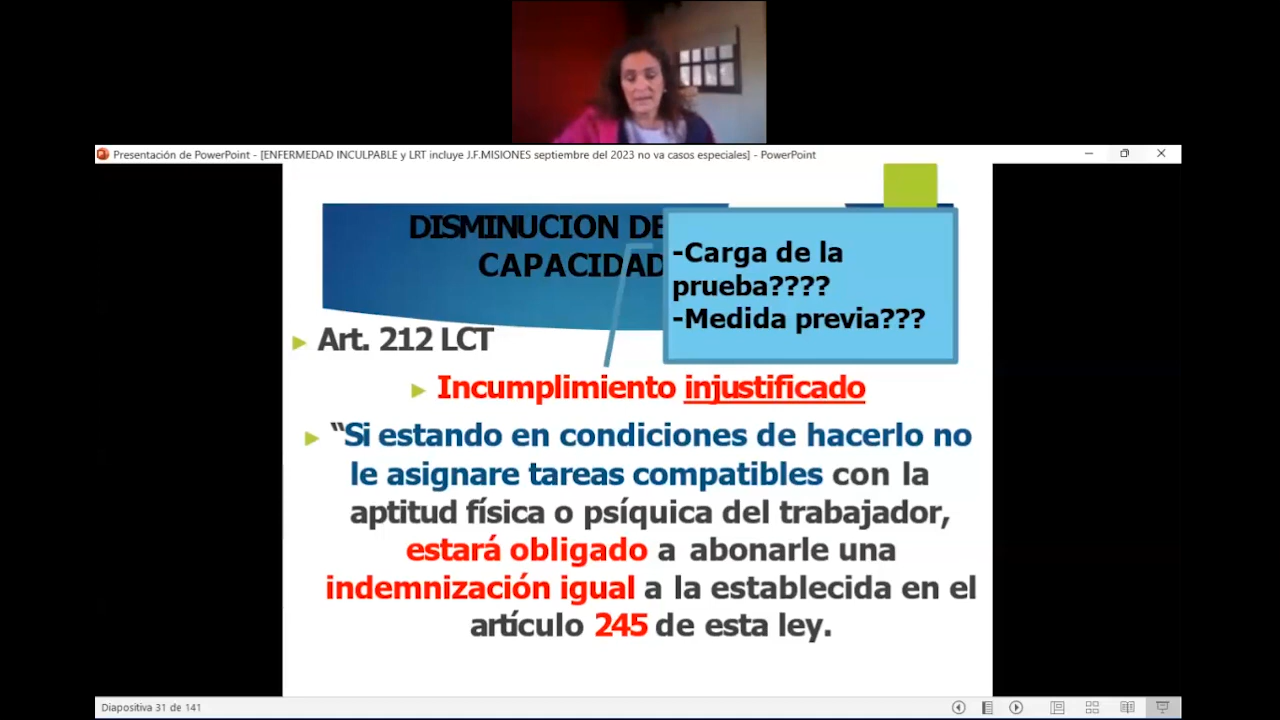 Presentación de PowerPoint - [ENFERMEDAD INCULPABLE y LRT incluye J.F.MISIONES septiembre del 2023 no va casos especiales] - PowerPoint
DISMINUCION DE
CAPACIDAD
-Carga de la
prueba????
-Medida previa???
Art. 212 LCT
Incumplimiento injustificado
“Si estando en condiciones de hacerlo no
le asignare tareas compatibles con la
aptitud física o psíquica del trabajador,
estará obligado a abonarle una
indemnización igual a la establecida en el
artículo 245 de esta ley.
Diapositiva 31 de 141